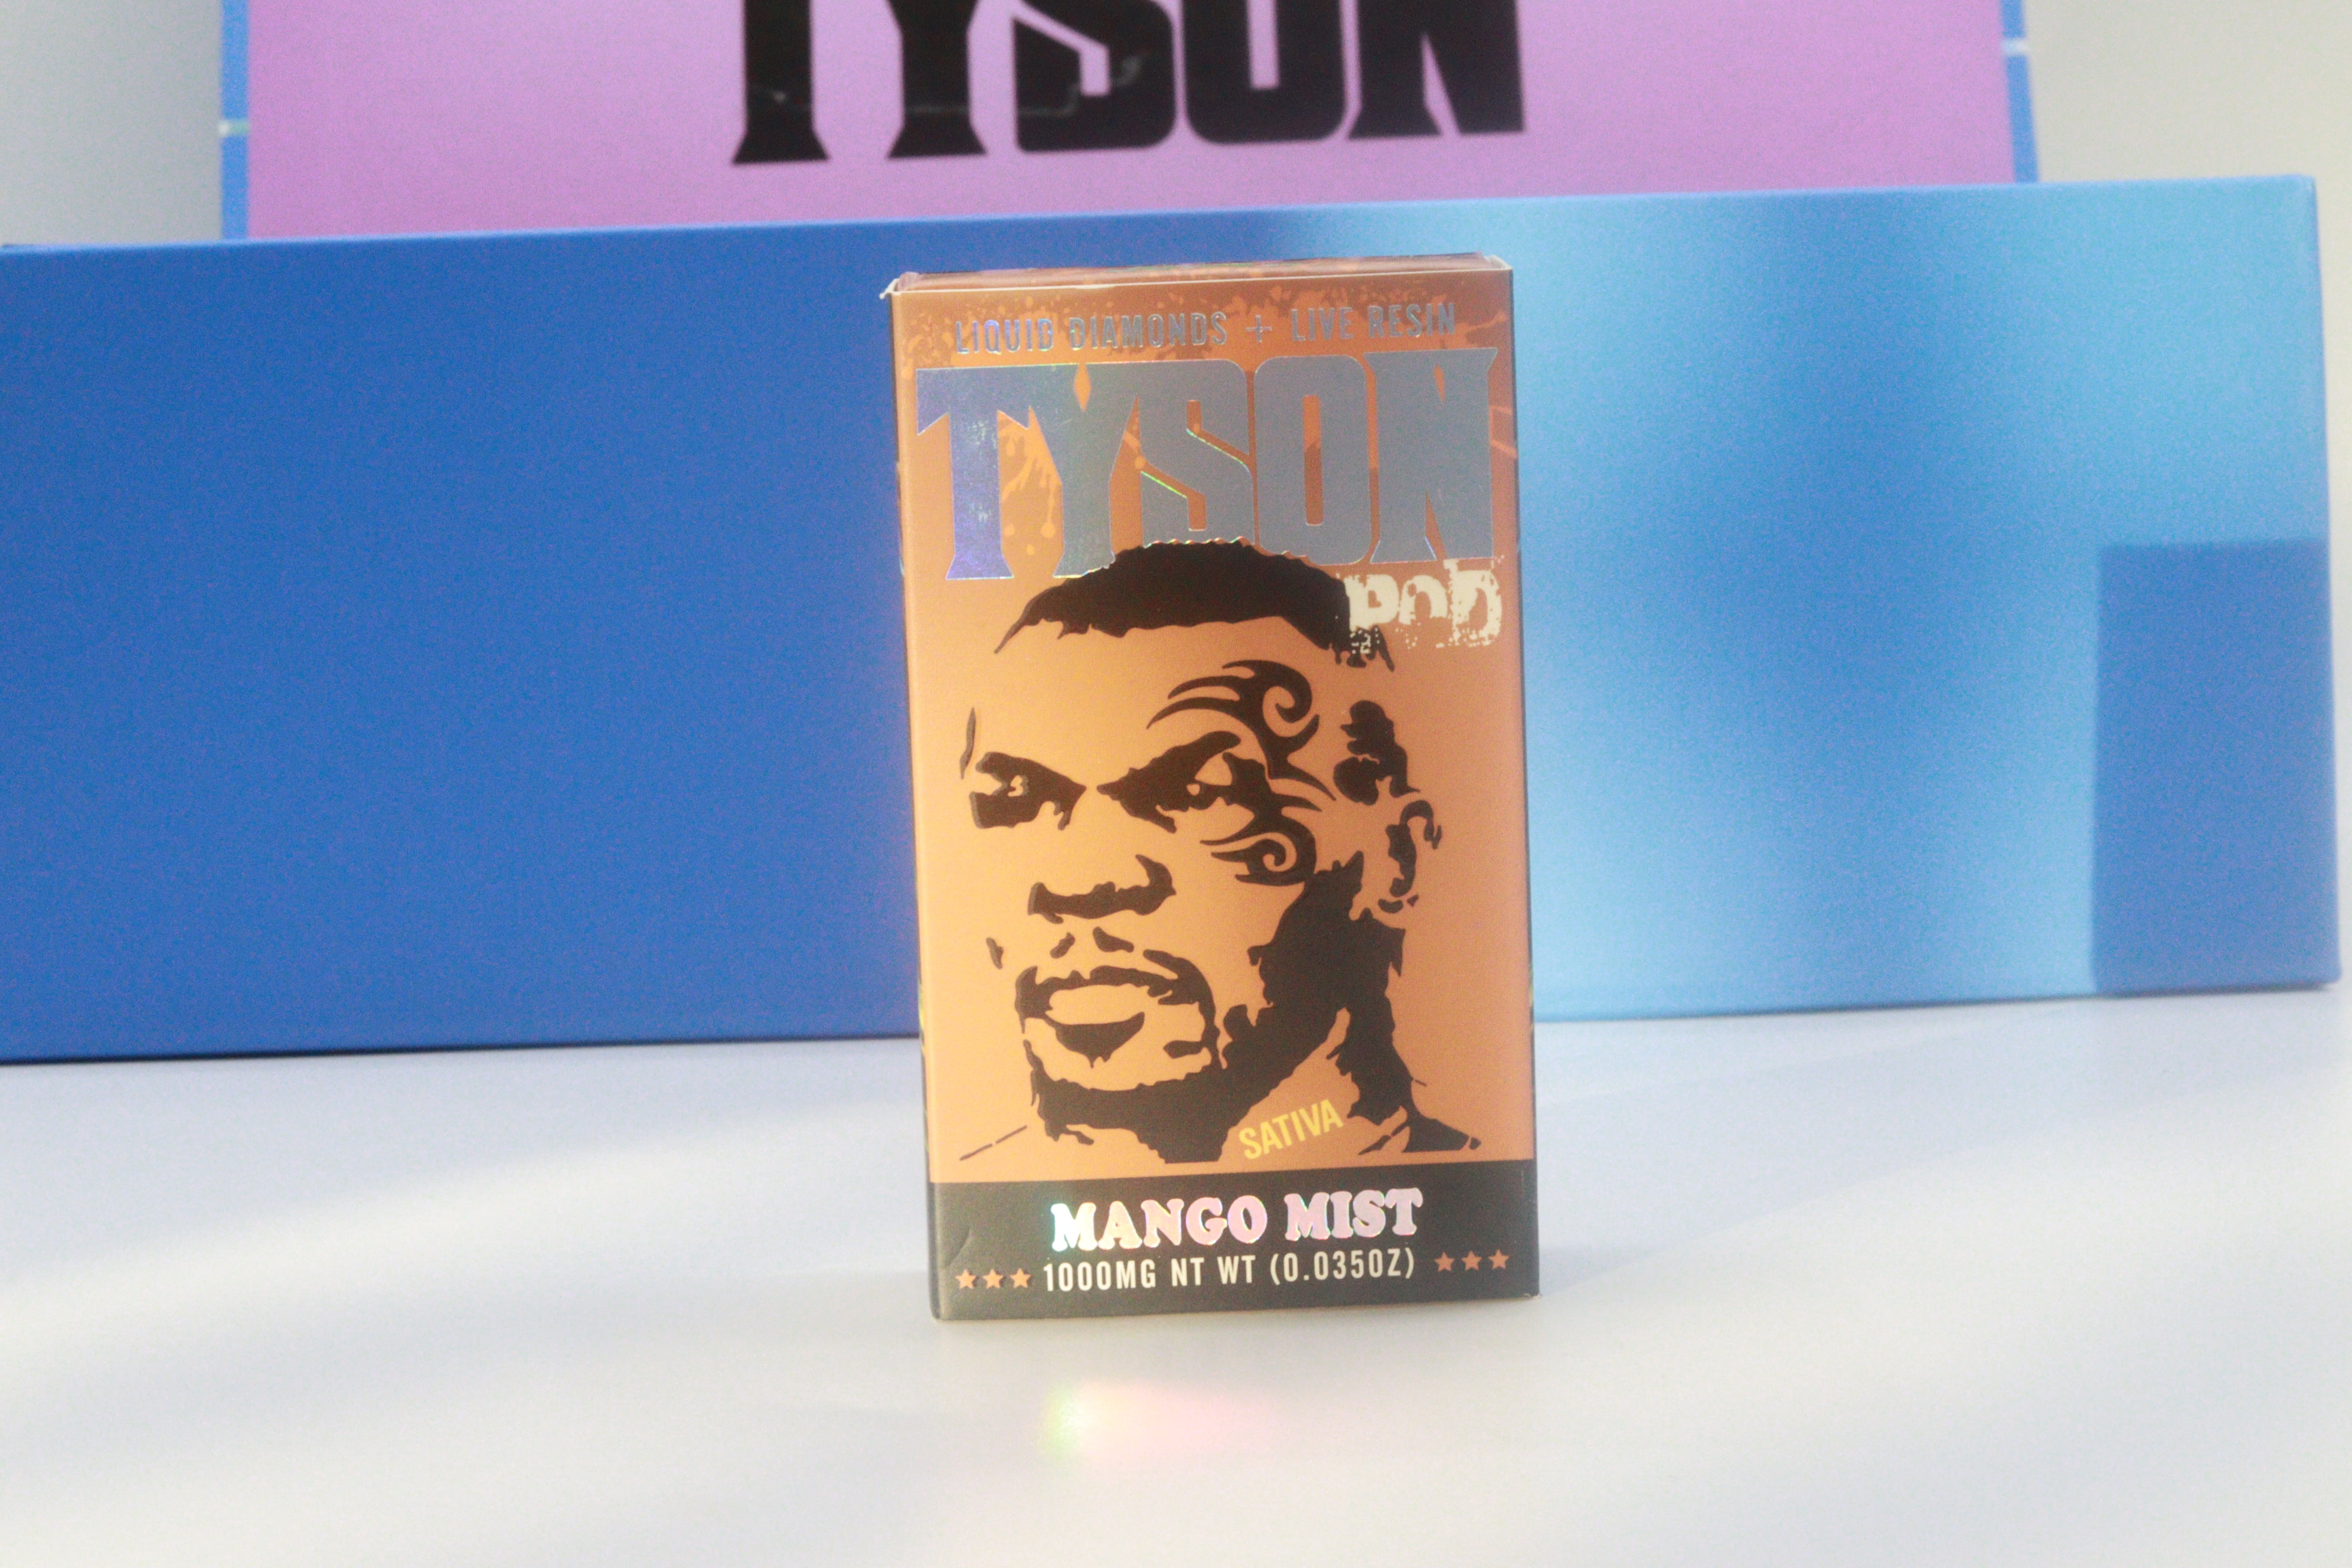 TYSON
LIQUID DIAMONDS + LIVE RESIN
TYSON
POD
SATIVA
MANGO MIST
★★★ 1000MG NT WT (0.035OZ) ★★★